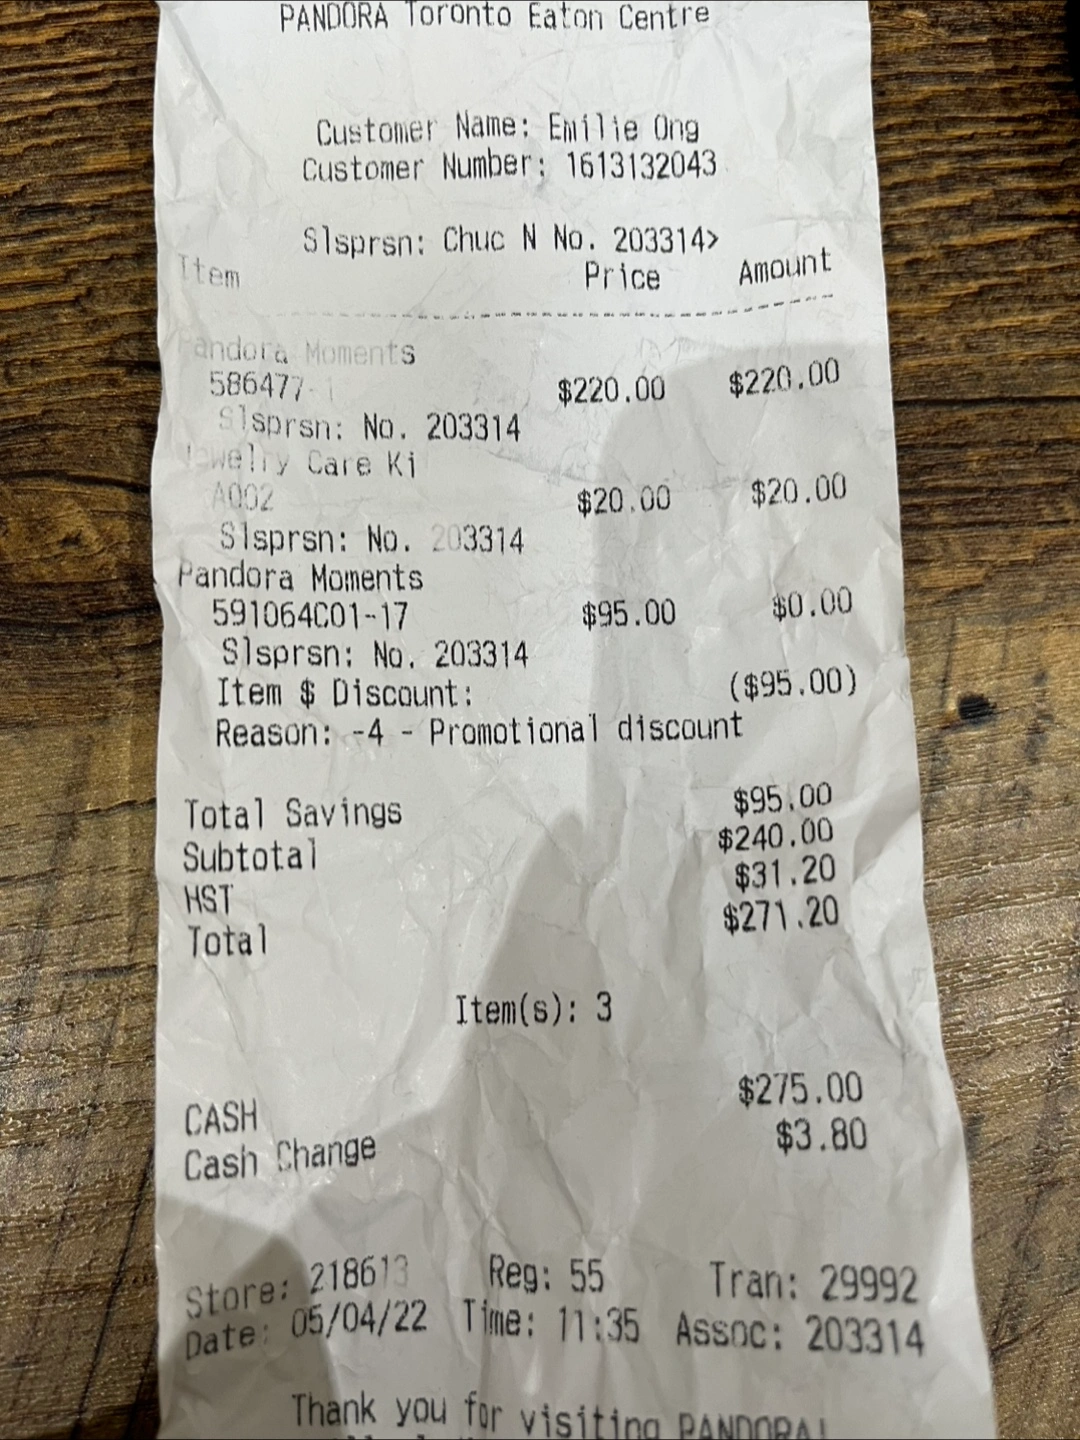 PANDORA Toronto Eaton Centre
Customer Name: Emilie Ong
Customer Number: 1613132043
Slsprsn: Chuc N No. 203314>
Item Price Amount
Pandora Moments
586477-1 $220.00 $220.00
Slsprsn: No. 203314
Jewelry Care Ki
A002 $20.00 $20.00
Slsprsn: No. 203314
Pandora Moments
591064C01-17 $95.00 $0.00
Slsprsn: No. 203314
Item $ Discount: ($95.00)
Reason: -4 - Promotional discount
Total Savings $95.00
Subtotal $240.00
HST $31.20
Total $271.20
Item(s): 3
CASH $275.00
Cash Change $3.80
Store: 218613 Reg: 55 Tran: 29992
Date: 05/04/22 Time: 11:35 Assoc: 203314
Thank you for visiting PANDORA!